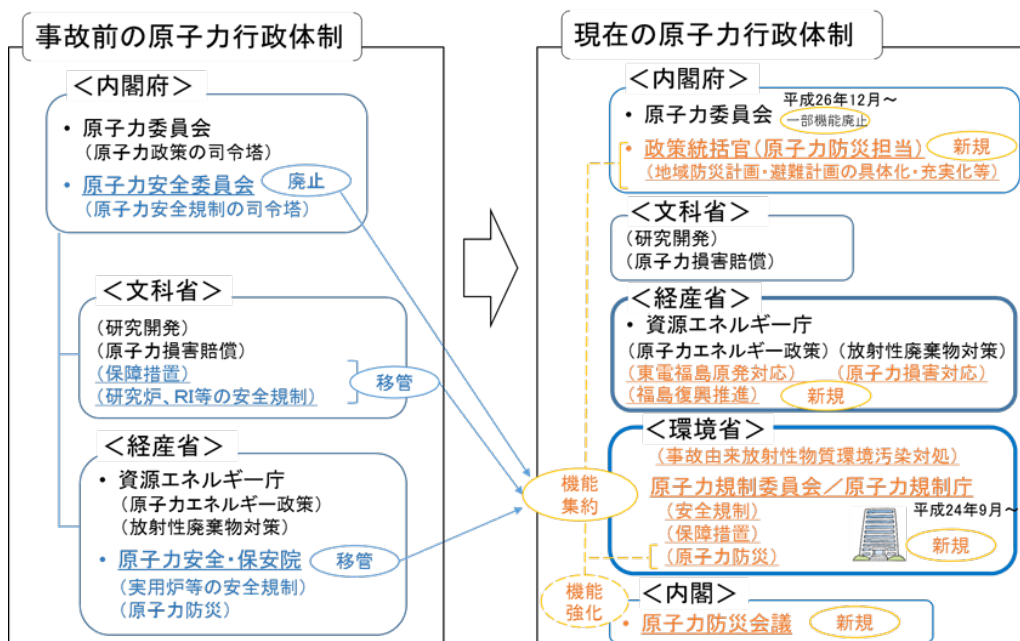 事故前の原子力行政体制
＜内閣府＞
• 原子力委員会
(原子力政策の司令塔)
• 原子力安全委員会
廃止
(原子力安全規制の司令塔)
＜文科省＞
(研究開発)
(原子力損害賠償)
(保障措置)
(研究炉、RI等の安全規制)
移管
＜経産省＞
• 資源エネルギー庁
(原子力エネルギー政策)
(放射性廃棄物対策)
• 原子力安全・保安院
移管
(実用炉等の安全規制)
(原子力防災)
現在の原子力行政体制
＜内閣府＞
• 原子力委員会
平成26年12月～
一部機能廃止
• 政策統括官(原子力防災担当)
新規
(地域防災計画・避難計画の具体化・充実化等)
＜文科省＞
(研究開発)
(原子力損害賠償)
＜経産省＞
• 資源エネルギー庁
(原子力エネルギー政策) (放射性廃棄物対策)
(東電福島原発対応) (原子力損害対応)
(福島復興推進)
新規
＜環境省＞
(事故由来放射性物質環境汚染対処)
機能
集約
原子力規制委員会／原子力規制庁
(安全規制)
平成24年9月～
(保障措置)
新規
(原子力防災)
機能
強化
＜内閣＞
• 原子力防災会議
新規